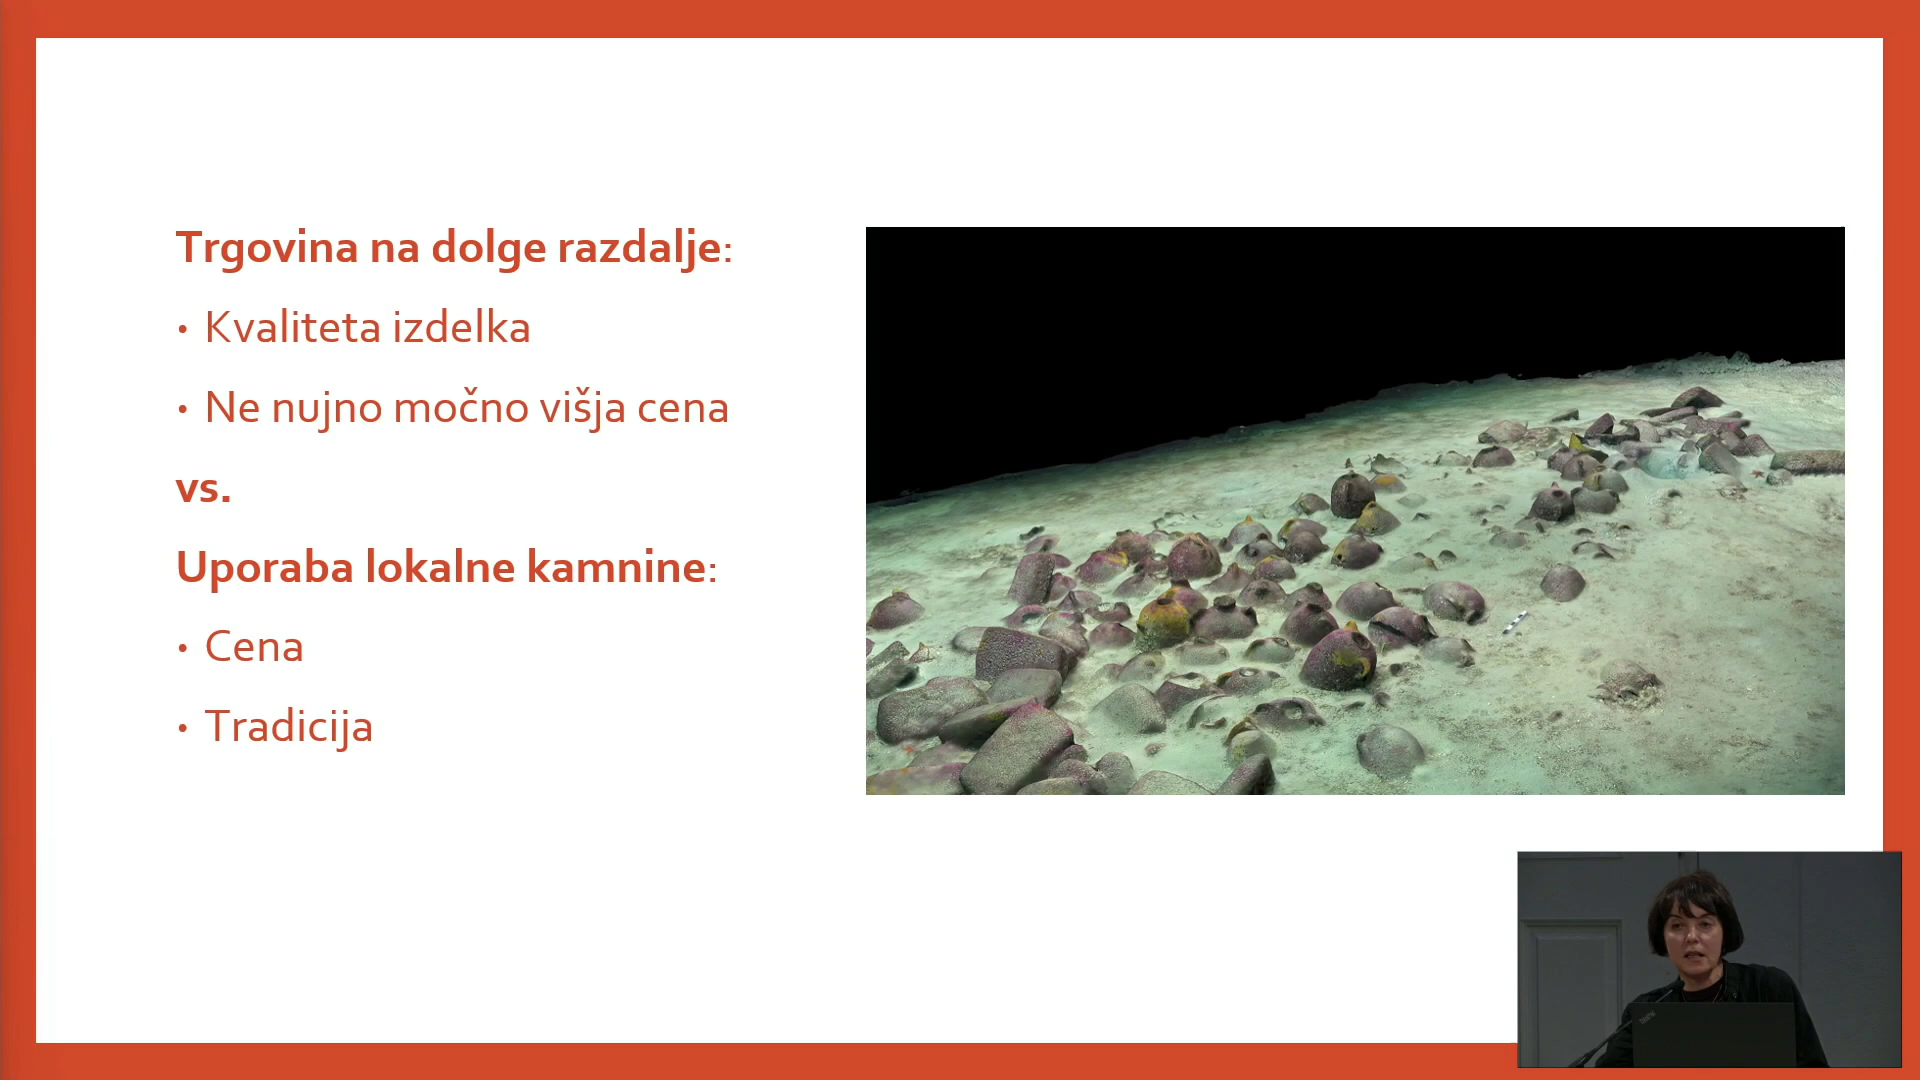 Trgovina na dolge razdalje:
• Kvaliteta izdelka
• Ne nujno močno višja cena
vs.
Uporaba lokalne kamnine:
• Cena
• Tradicija